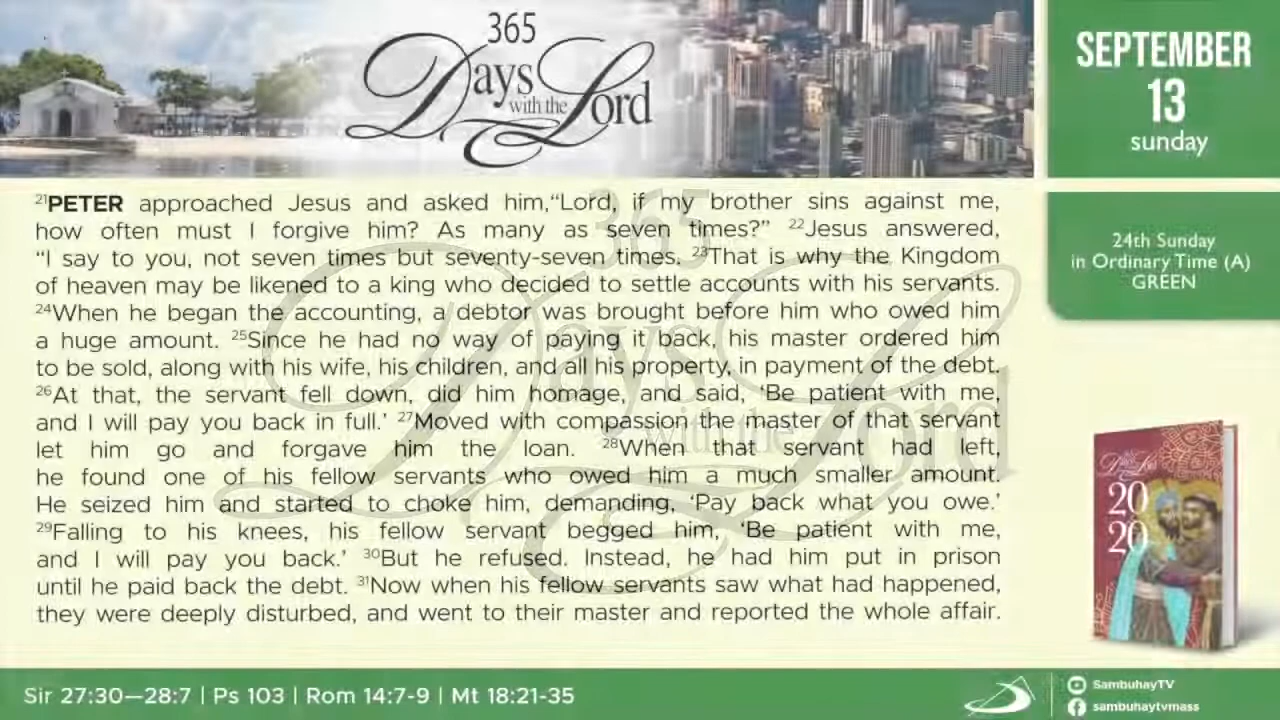 365
Days with the Lord
SEPTEMBER
13
sunday
24th Sunday
in Ordinary Time (A)
GREEN
²¹PETER approached Jesus and asked him,“Lord, if my brother sins against me,
how often must I forgive him? As many as seven times?” ²²Jesus answered,
“I say to you, not seven times but seventy-seven times. ²³That is why the Kingdom
of heaven may be likened to a king who decided to settle accounts with his servants.
²⁴When he began the accounting, a debtor was brought before him who owed him
a huge amount. ²⁵Since he had no way of paying it back, his master ordered him
to be sold, along with his wife, his children, and all his property, in payment of the debt.
²⁶At that, the servant fell down, did him homage, and said, ‘Be patient with me,
and I will pay you back in full.’ ²⁷Moved with compassion the master of that servant
let him go and forgave him the loan. ²⁸When that servant had left,
he found one of his fellow servants who owed him a much smaller amount.
He seized him and started to choke him, demanding, ‘Pay back what you owe.’
²⁹Falling to his knees, his fellow servant begged him, ‘Be patient with me,
and I will pay you back.’ ³⁰But he refused. Instead, he had him put in prison
until he paid back the debt. ³¹Now when his fellow servants saw what had happened,
they were deeply disturbed, and went to their master and reported the whole affair.
365
Days with the Lord
20
20
Sir 27:30—28:7 | Ps 103 | Rom 14:7-9 | Mt 18:21-35
SambuhayTV
sambuhaytvmass